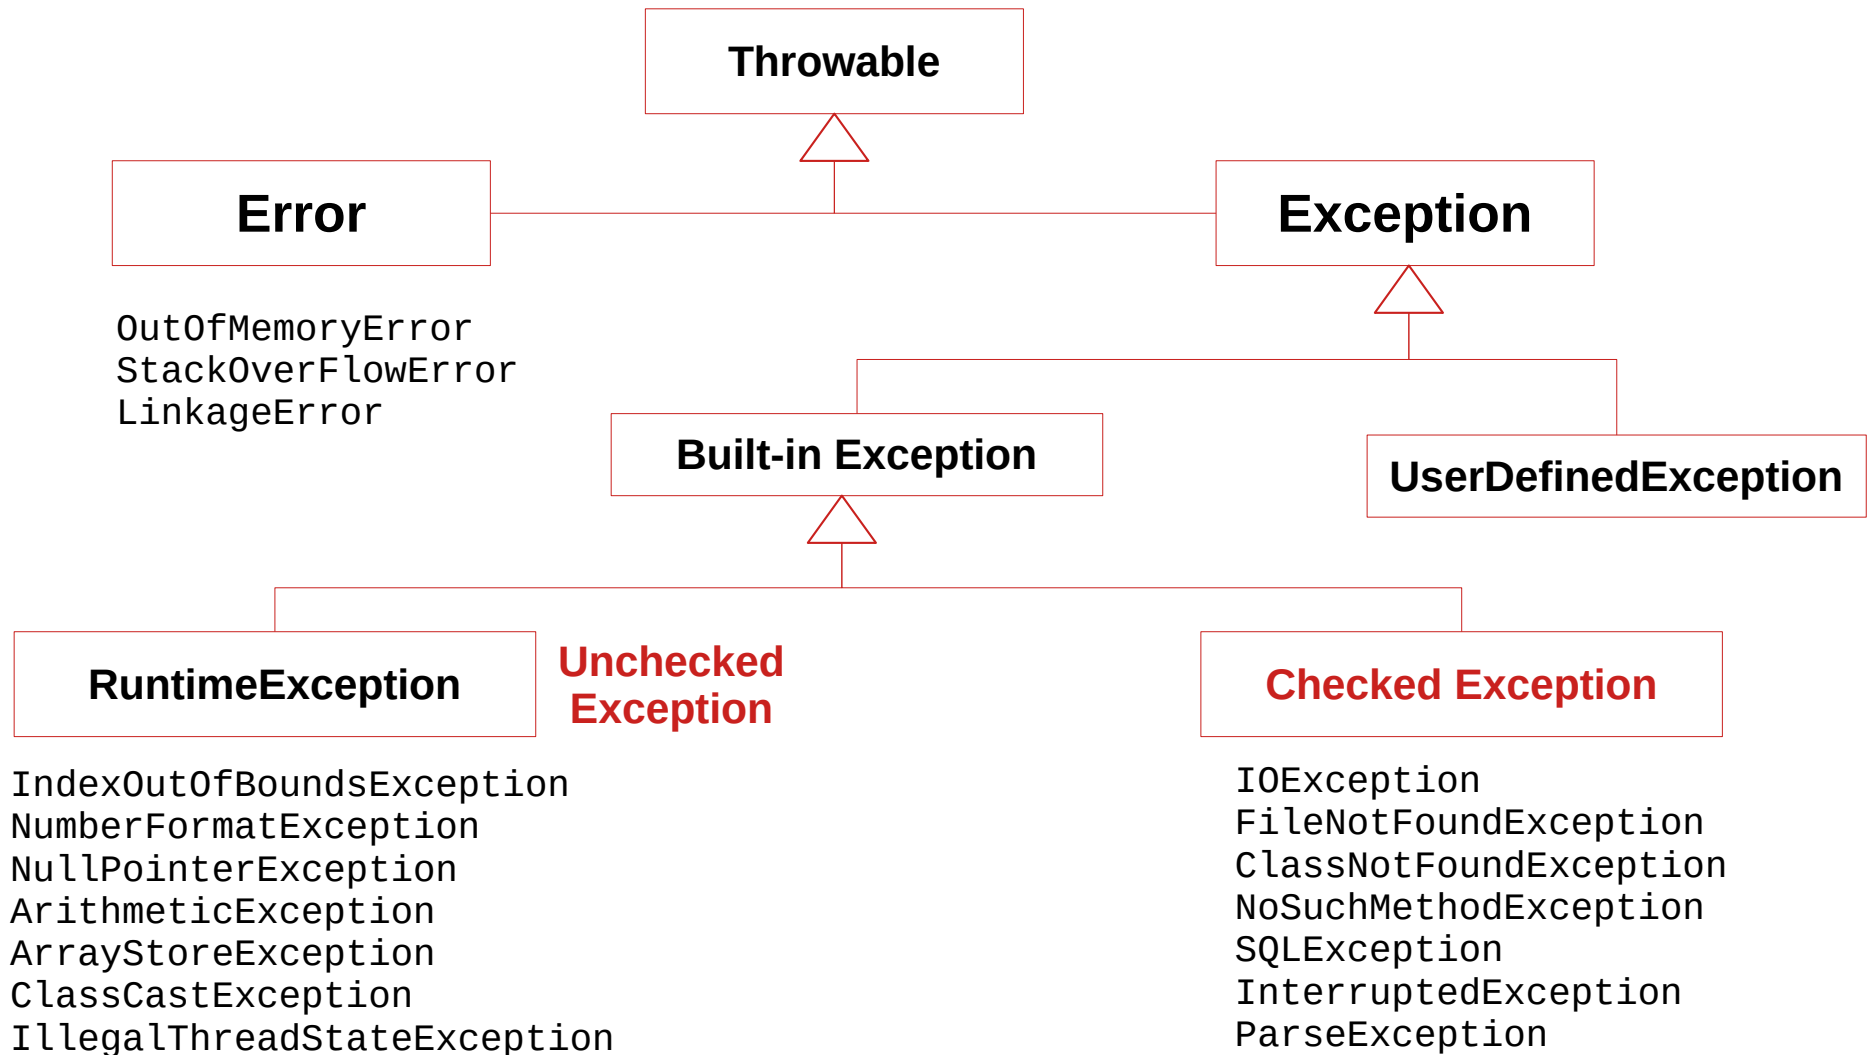 Throwable
Error
Exception
OutOfMemoryError
StackOverFlowError
LinkageError
Built-in Exception
UserDefinedException
RuntimeException
Unchecked
Exception
Checked Exception
IndexOutOfBoundsException
NumberFormatException
NullPointerException
ArithmeticException
ArrayStoreException
ClassCastException
IllegalThreadStateException
IOException
FileNotFoundException
ClassNotFoundException
NoSuchMethodException
SQLException
InterruptedException
ParseException